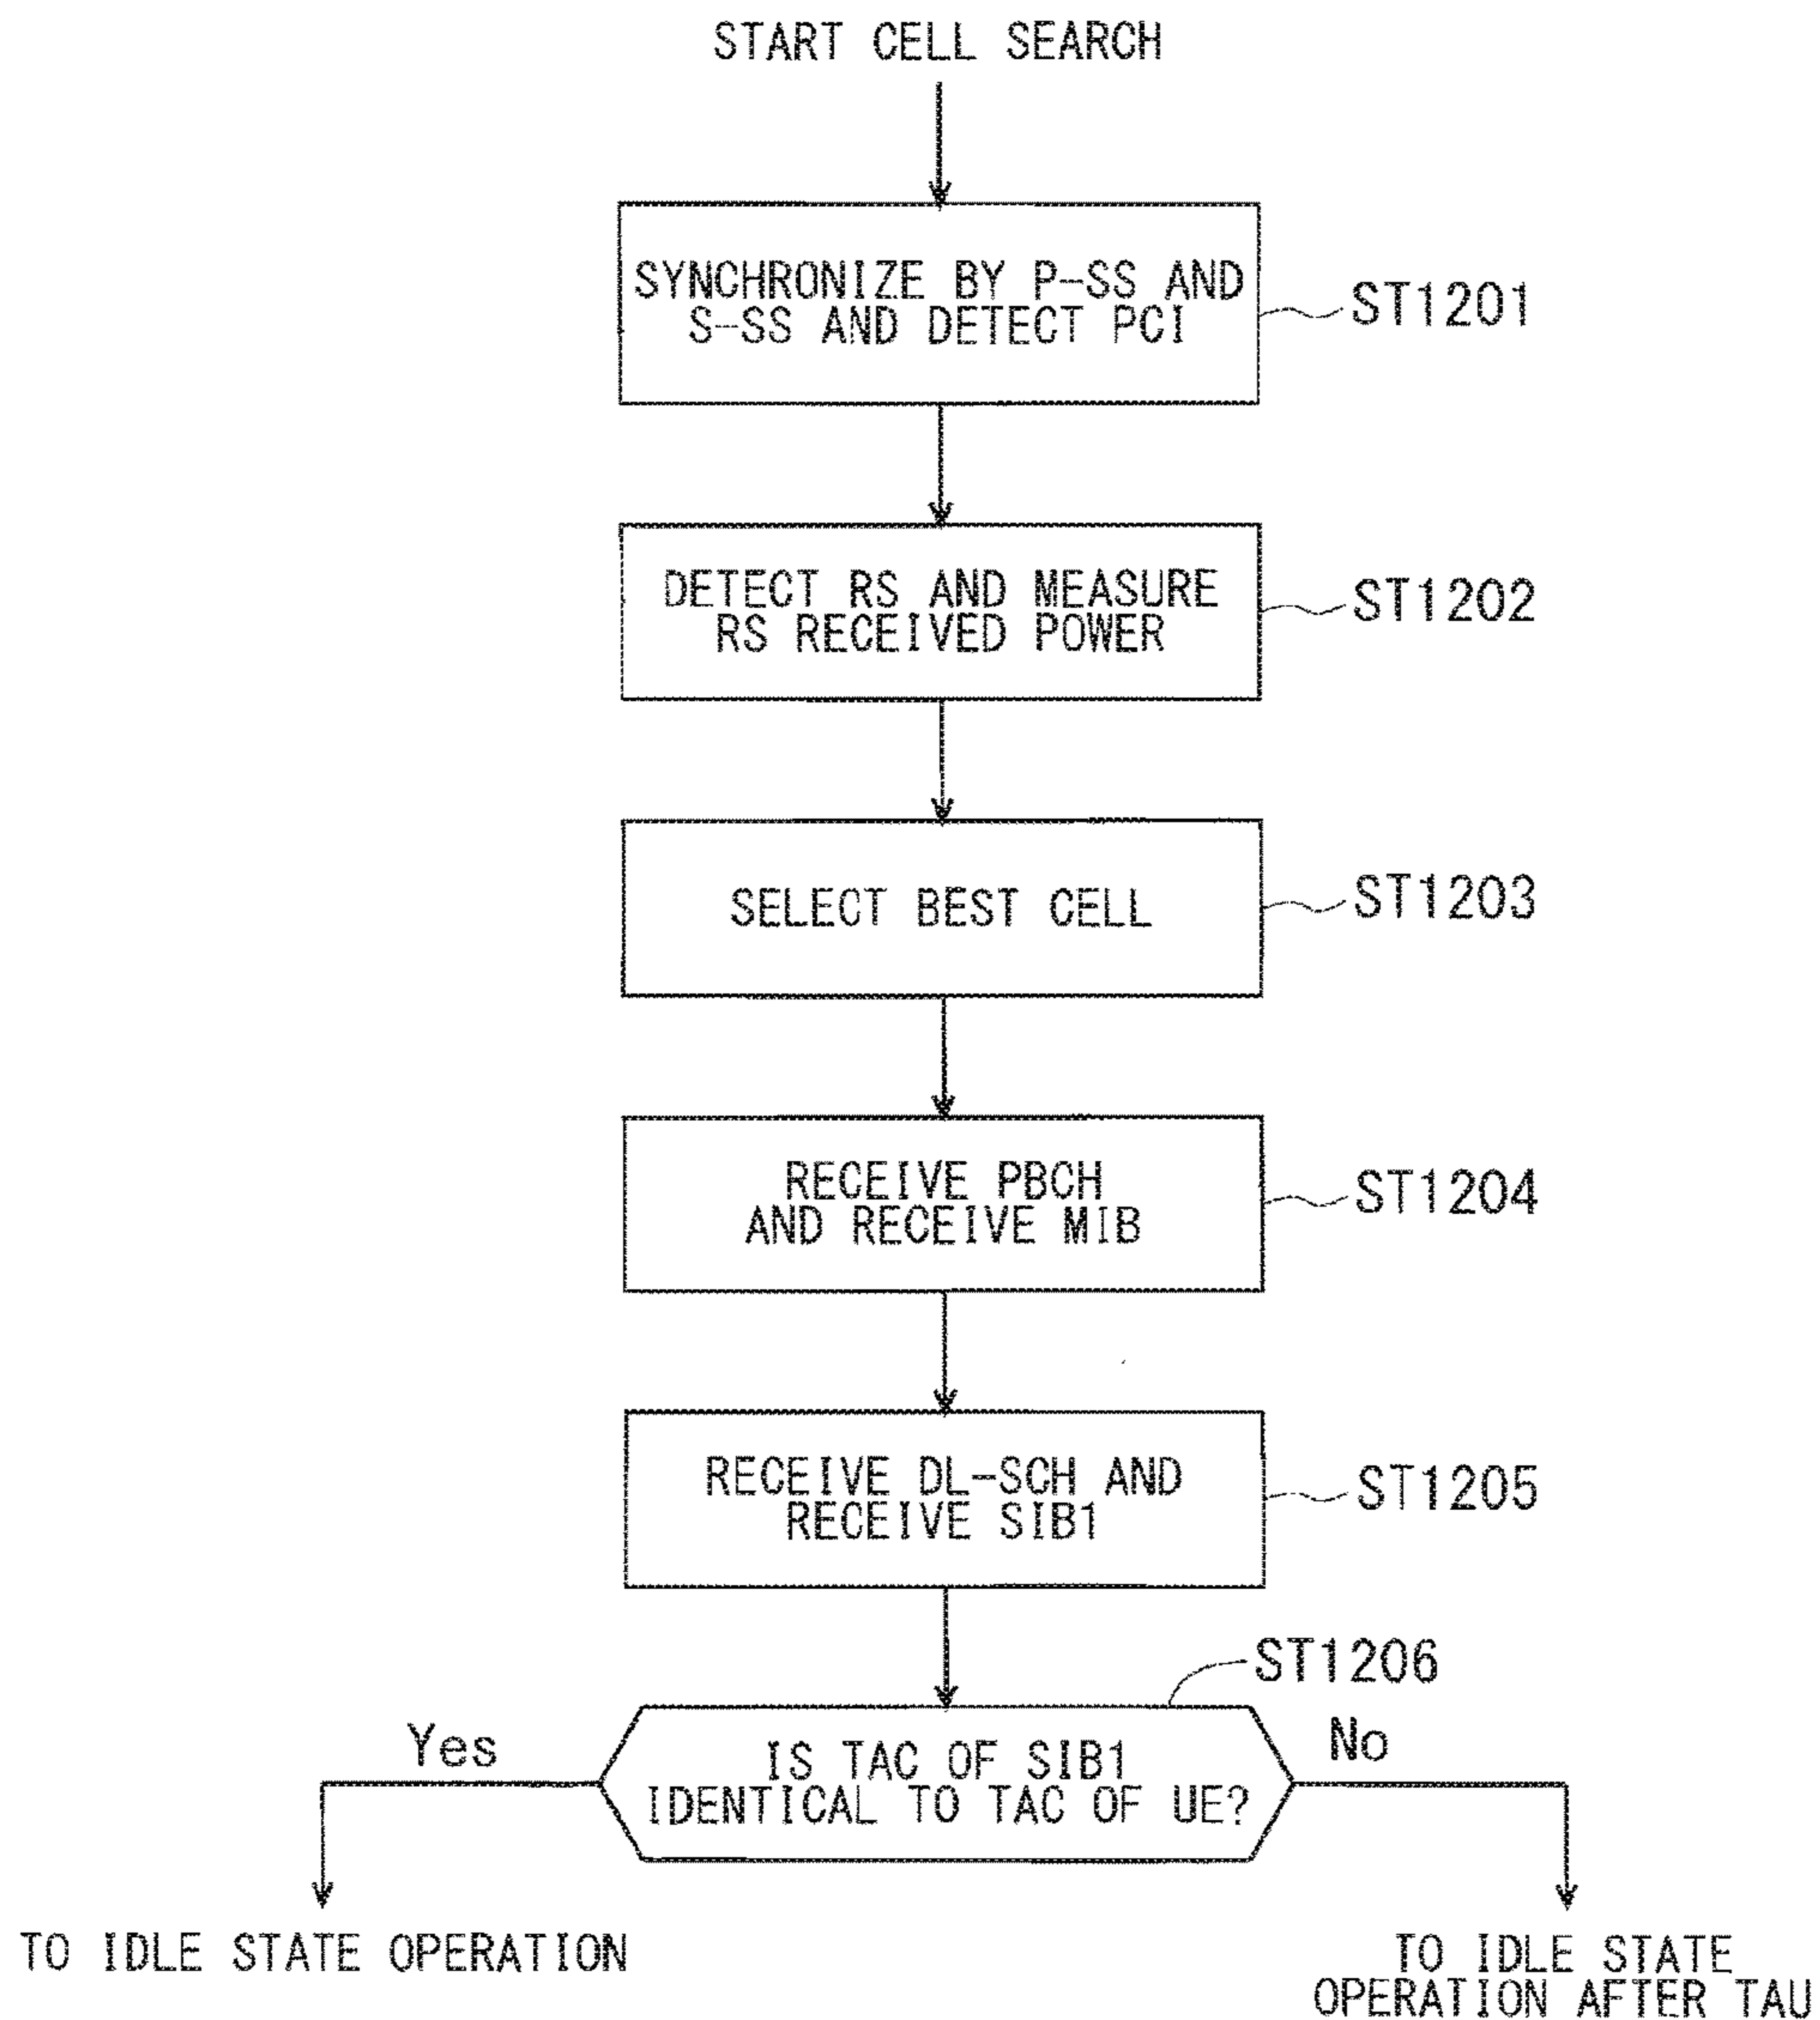 START CELL SEARCH
SYNCHRONIZE BY P-SS AND
S-SS AND DETECT PCI
ST1201
DETECT RS AND MEASURE
RS RECEIVED POWER
ST1202
SELECT BEST CELL
ST1203
RECEIVE PBCH
AND RECEIVE MIB
ST1204
RECEIVE DL-SCH AND
RECEIVE SIB1
ST1205
ST1206
Yes
IS TAC OF SIB1
IDENTICAL TO TAC OF UE?
No
TO IDLE STATE OPERATION
TO IDLE STATE
OPERATION AFTER TAU